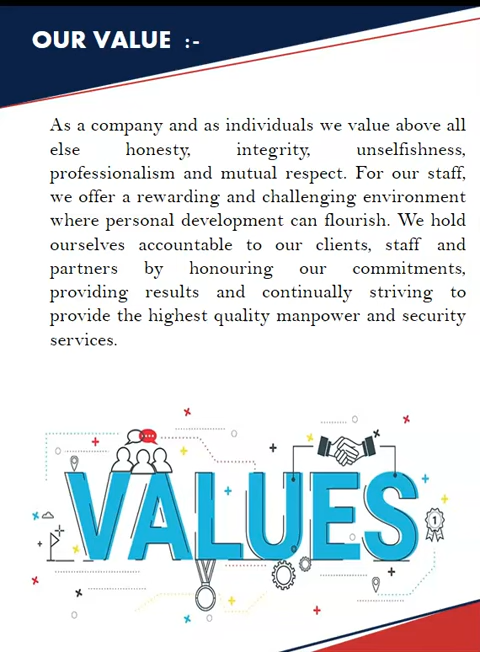 OUR VALUE :-
As a company and as individuals we value above all
else honesty, integrity, unselfishness,
professionalism and mutual respect. For our staff,
we offer a rewarding and challenging environment
where personal development can flourish. We hold
ourselves accountable to our clients, staff and
partners by honouring our commitments,
providing results and continually striving to
provide the highest quality manpower and security
services.
VALUES
1